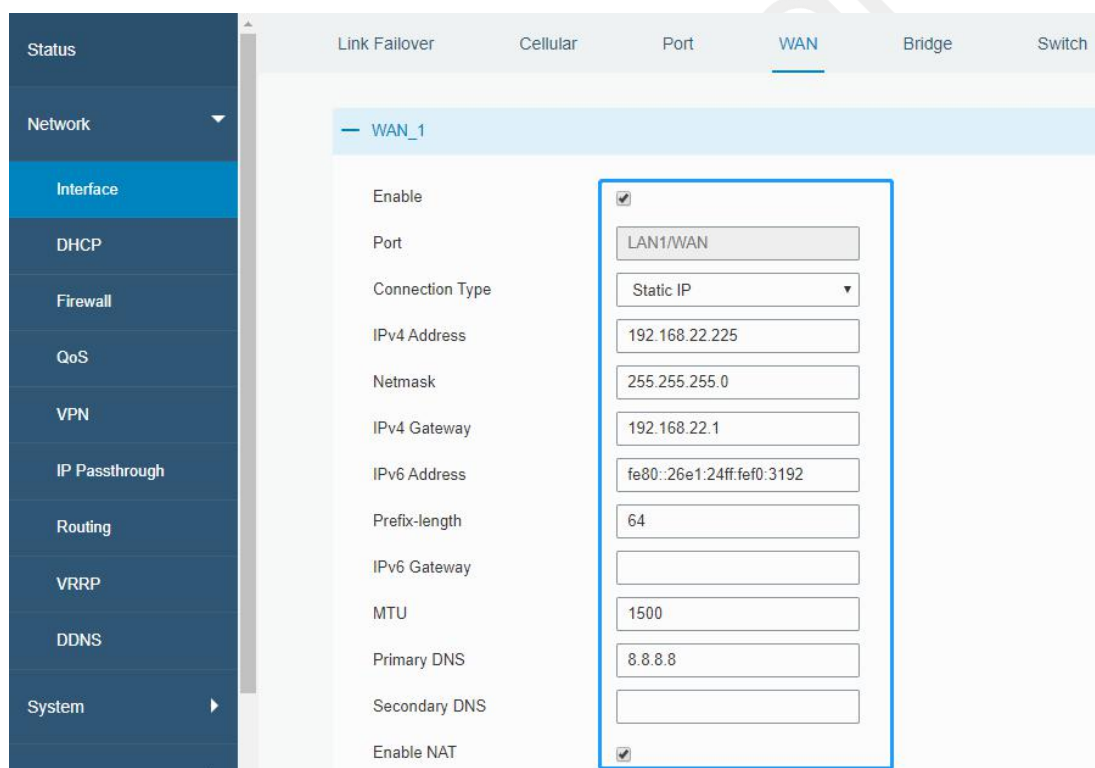 Status
Network
Interface
DHCP
Firewall
QoS
VPN
IP Passthrough
Routing
VRRP
DDNS
System
Link Failover Cellular Port WAN Bridge Switch
WAN_1
Enable
Port LAN1/WAN
Connection Type Static IP
IPv4 Address 192.168.22.225
Netmask 255.255.255.0
IPv4 Gateway 192.168.22.1
IPv6 Address fe80::26e1:24ff:fef0:3192
Prefix-length 64
IPv6 Gateway
MTU 1500
Primary DNS 8.8.8.8
Secondary DNS
Enable NAT